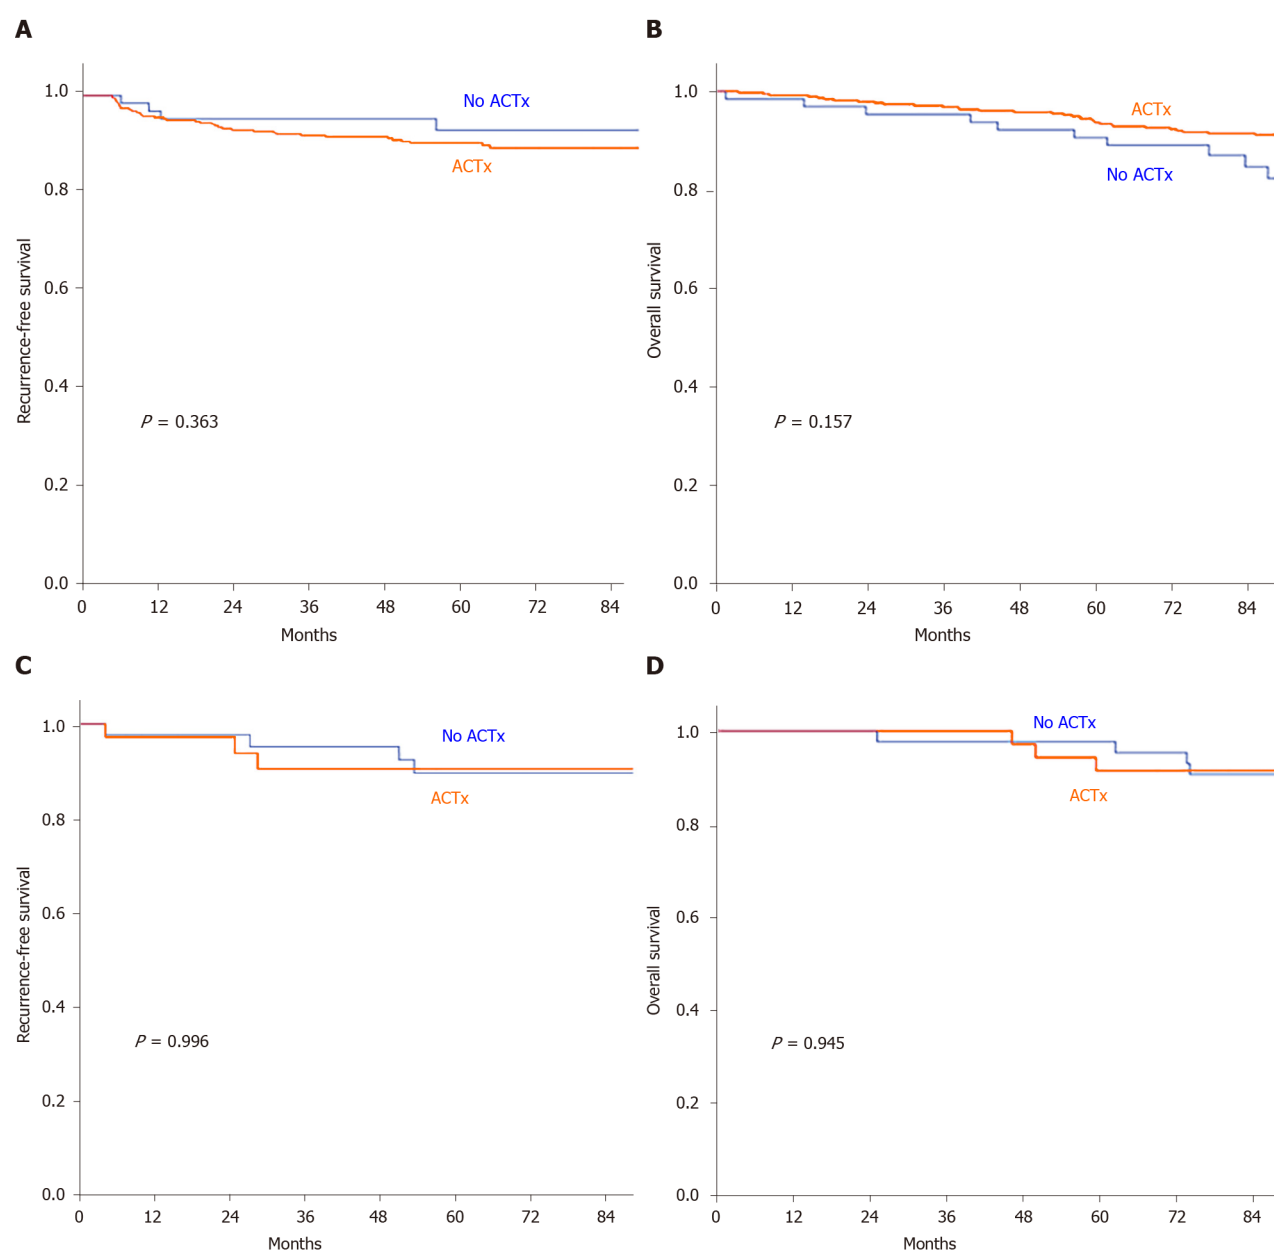 A
1.0
0.8
0.6
0.4
0.2
0.0
Recurrence-free survival
No ACTx
ACTx
P = 0.363
0 12 24 36 48 60 72 84
Months
B
1.0
0.8
0.6
0.4
0.2
0.0
Overall survival
ACTx
No ACTx
P = 0.157
0 12 24 36 48 60 72 84
Months
C
1.0
0.8
0.6
0.4
0.2
0.0
Recurrence-free survival
No ACTx
ACTx
P = 0.996
0 12 24 36 48 60 72 84
Months
D
1.0
0.8
0.6
0.4
0.2
0.0
Overall survival
No ACTx
ACTx
P = 0.945
0 12 24 36 48 60 72 84
Months